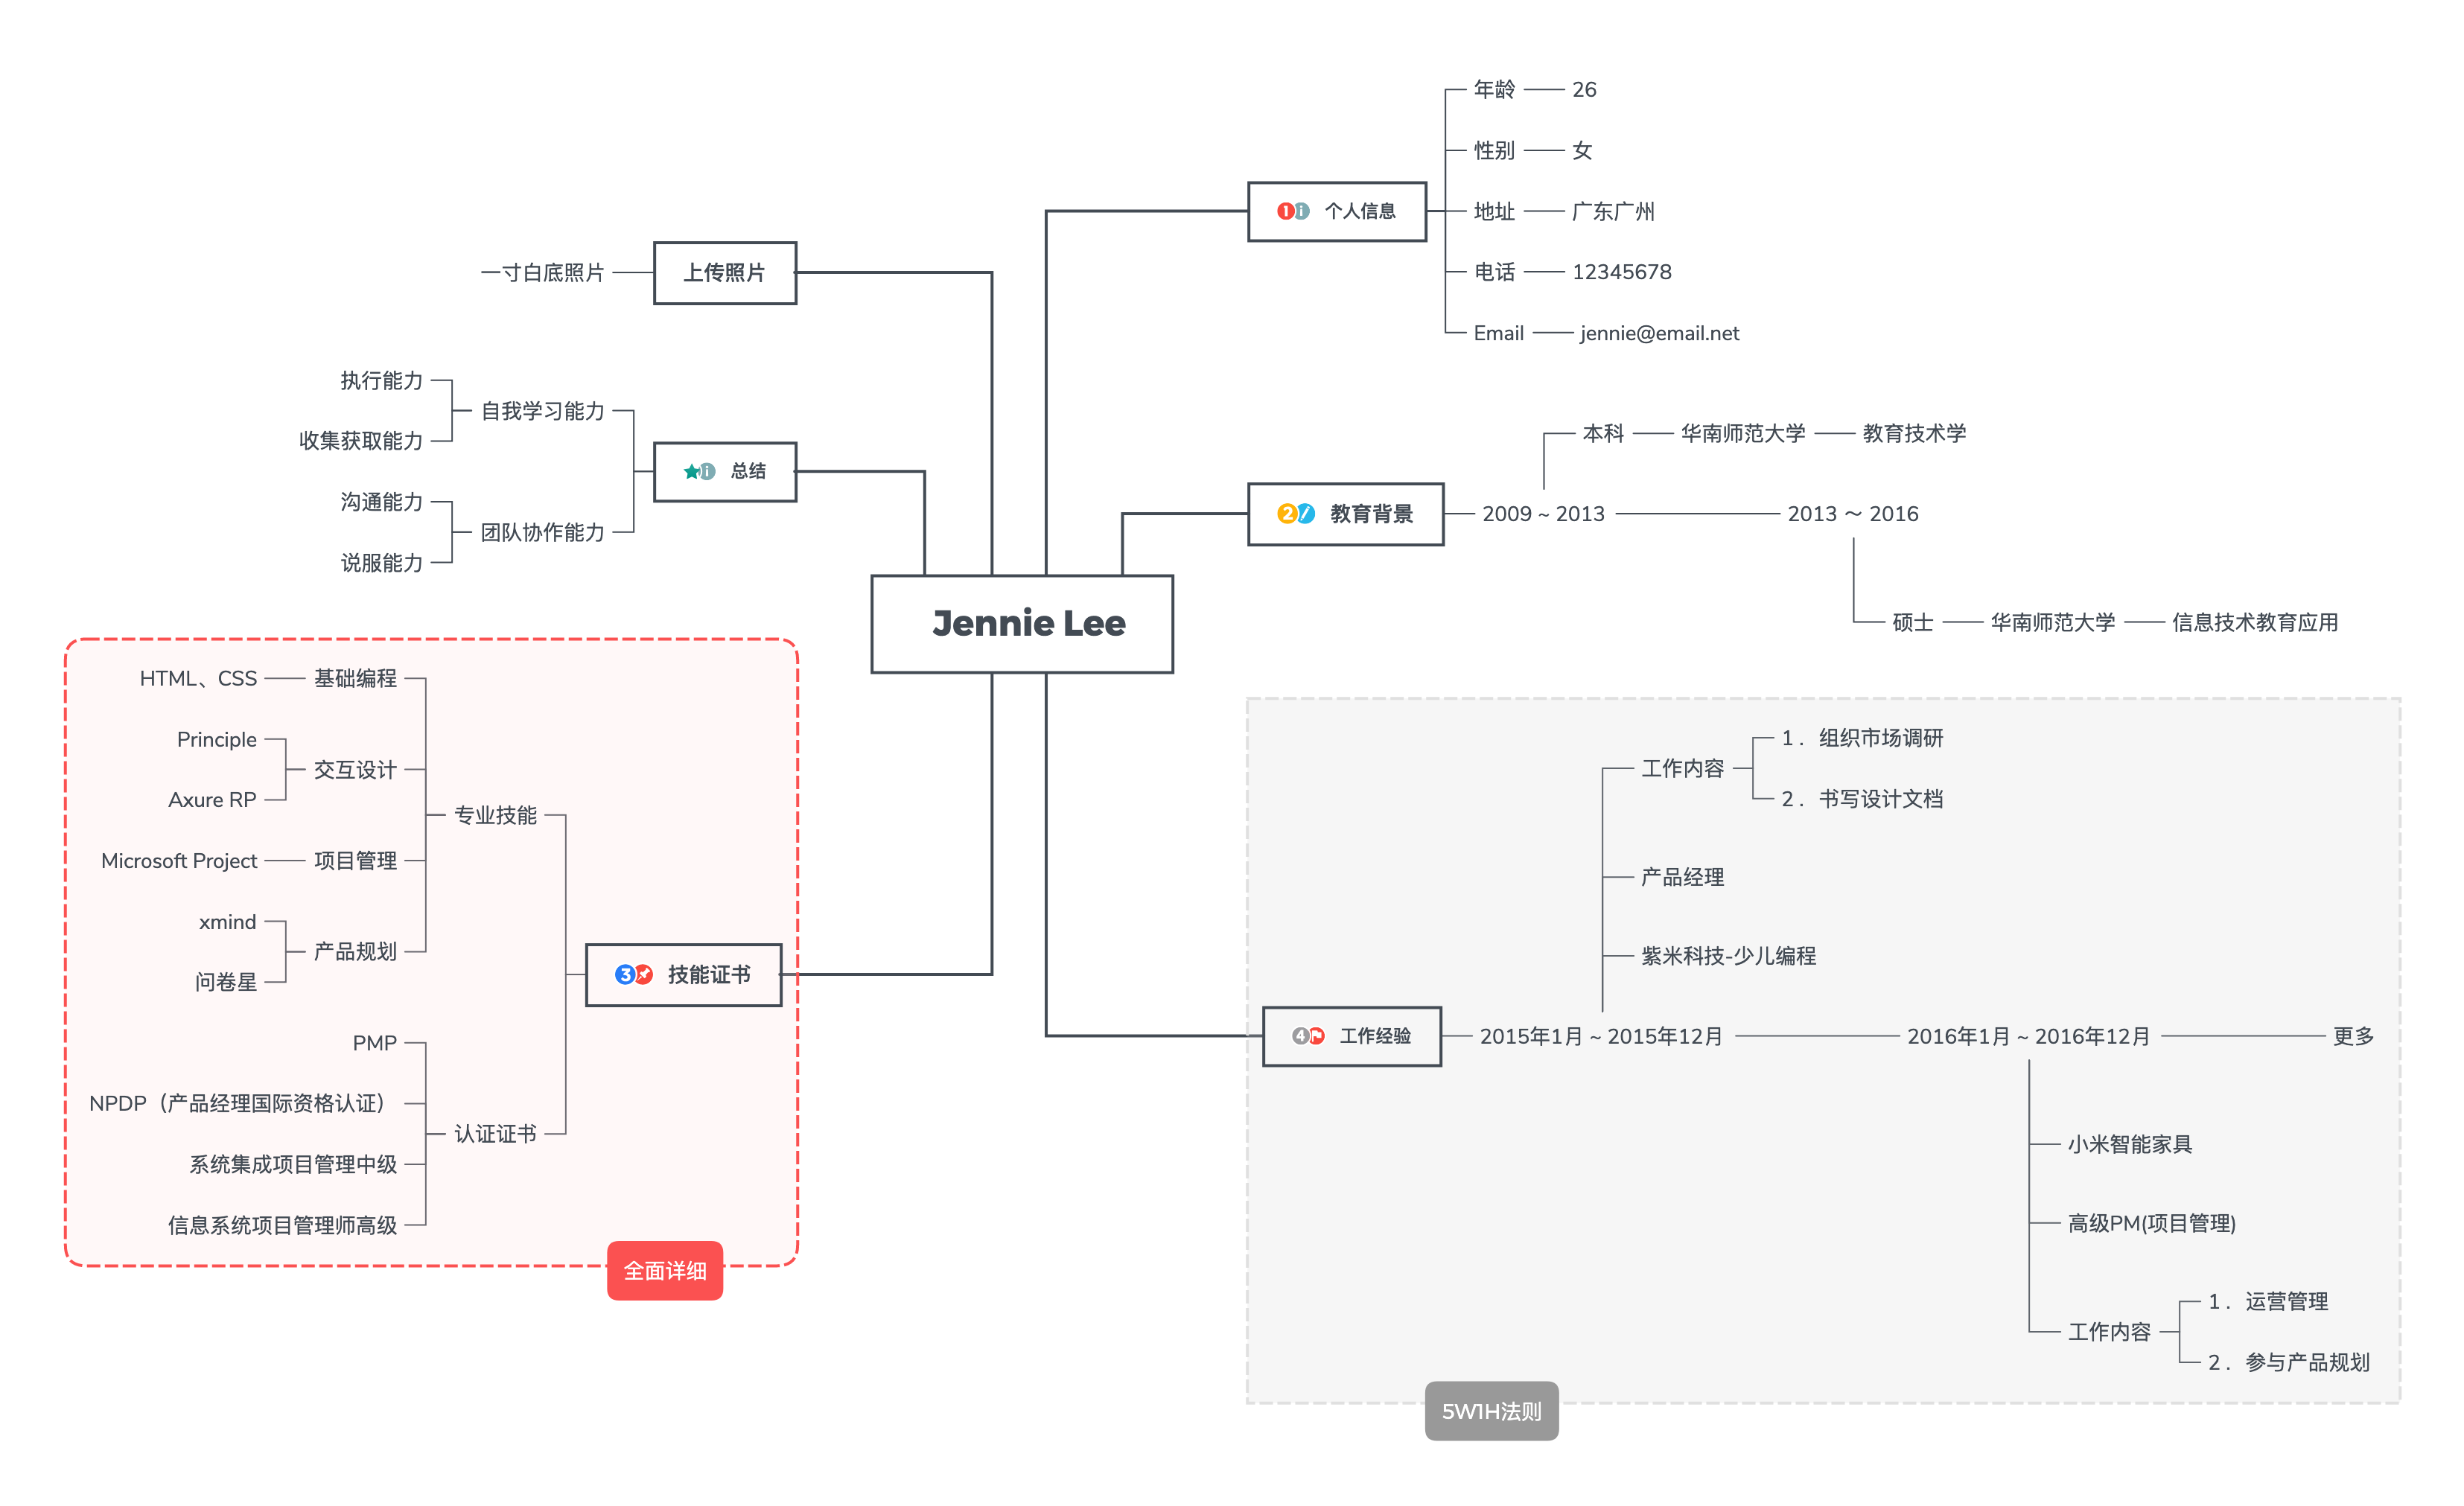 Jennie Lee
1 i 个人信息
年龄
26
性别
女
地址
广东广州
电话
12345678
Email
jennie@email.net
2 教育背景
2009 ~ 2013
本科
华南师范大学
教育技术学
2013 ～ 2016
硕士
华南师范大学
信息技术教育应用
3 技能证书
专业技能
基础编程
HTML、CSS
交互设计
Principle
Axure RP
项目管理
Microsoft Project
产品规划
xmind
问卷星
认证证书
PMP
NPDP（产品经理国际资格认证）
系统集成项目管理中级
信息系统项目管理师高级
全面详细
4 工作经验
2015年1月 ~ 2015年12月
工作内容
1． 组织市场调研
2． 书写设计文档
产品经理
紫米科技-少儿编程
2016年1月 ~ 2016年12月
小米智能家具
高级PM(项目管理)
工作内容
1． 运营管理
2． 参与产品规划
更多
5W1H法则
i 总结
自我学习能力
执行能力
收集获取能力
团队协作能力
沟通能力
说服能力
上传照片
一寸白底照片